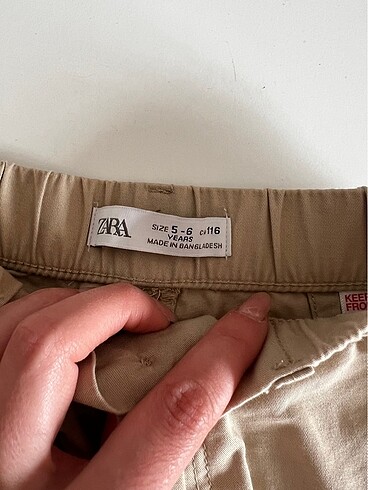 ZARA
SIZE 5-6 CM 116
YEARS
MADE IN BANGLADESH
KEEP
FRO